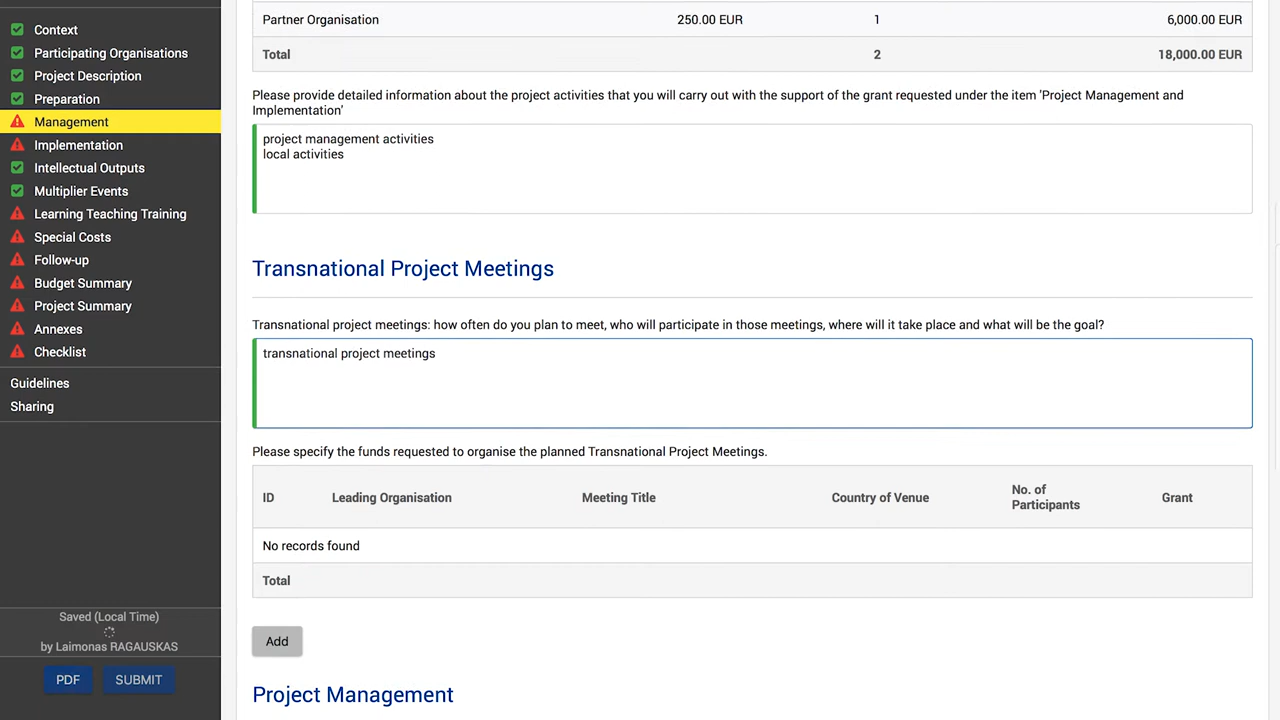 Context
Participating Organisations
Project Description
Preparation
Management
Implementation
Intellectual Outputs
Multiplier Events
Learning Teaching Training
Special Costs
Follow-up
Budget Summary
Project Summary
Annexes
Checklist
Guidelines
Sharing
Saved (Local Time)
by Laimonas RAGAUSKAS
PDF SUBMIT
Partner Organisation 250.00 EUR 1 6,000.00 EUR
Total 2 18,000.00 EUR
Please provide detailed information about the project activities that you will carry out with the support of the grant requested under the item 'Project Management and
Implementation'
project management activities
local activities
Transnational Project Meetings
Transnational project meetings: how often do you plan to meet, who will participate in those meetings, where will it take place and what will be the goal?
transnational project meetings
Please specify the funds requested to organise the planned Transnational Project Meetings.
ID Leading Organisation Meeting Title Country of Venue No. of Participants Grant
No records found
Total
Add
Project Management